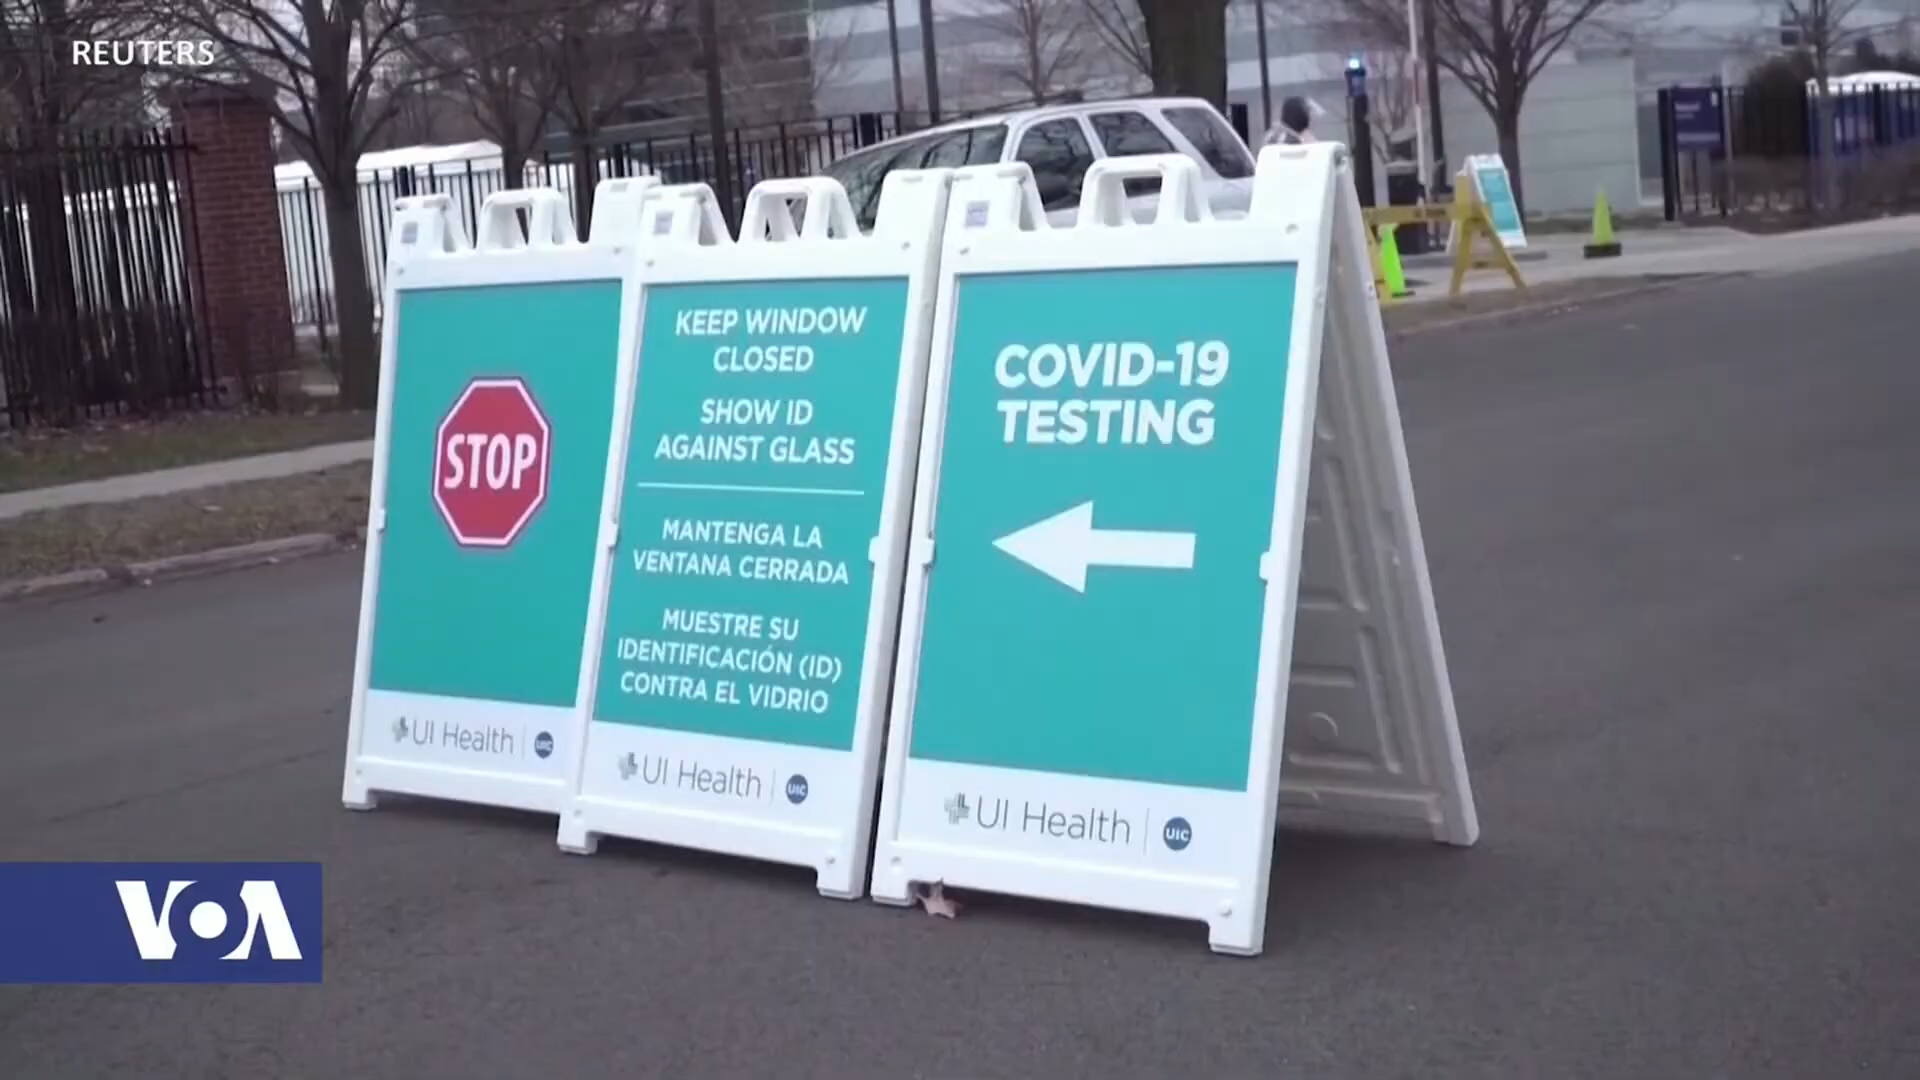 REUTERS
STOP
UI Health
UIC
KEEP WINDOW
CLOSED
SHOW ID
AGAINST GLASS
MANTENGA LA
VENTANA CERRADA
MUESTRE SU
IDENTIFICACIÓN (ID)
CONTRA EL VIDRIO
UI Health
UIC
COVID-19
TESTING
UI Health
UIC
VOA